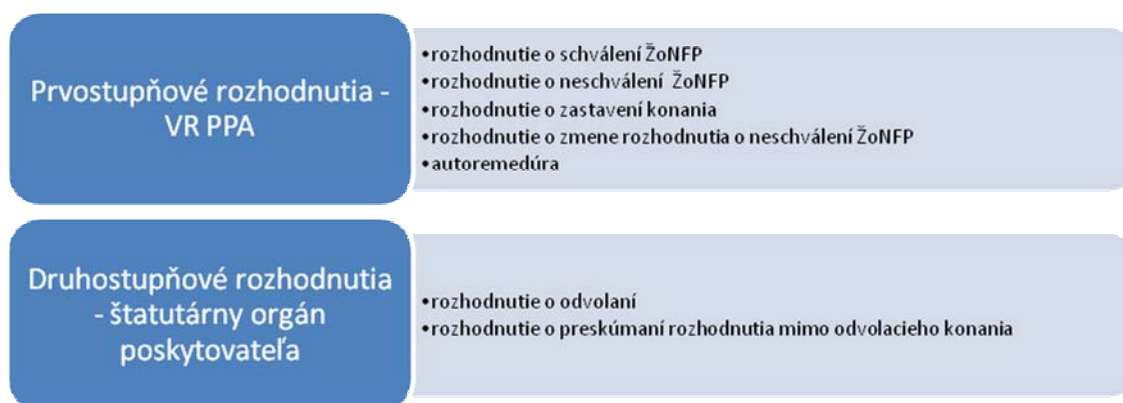 Prvostupňové rozhodnutia -
VR PPA
•rozhodnutie o schválení ŽoNFP
•rozhodnutie o neschválení ŽoNFP
•rozhodnutie o zastavení konania
•rozhodnutie o zmene rozhodnutia o neschválení ŽoNFP
•autoremedúra
Druhostupňové rozhodnutia
- štatutárny orgán
poskytovateľa
•rozhodnutie o odvolaní
•rozhodnutie o preskúmaní rozhodnutia mimo odvolacieho konania